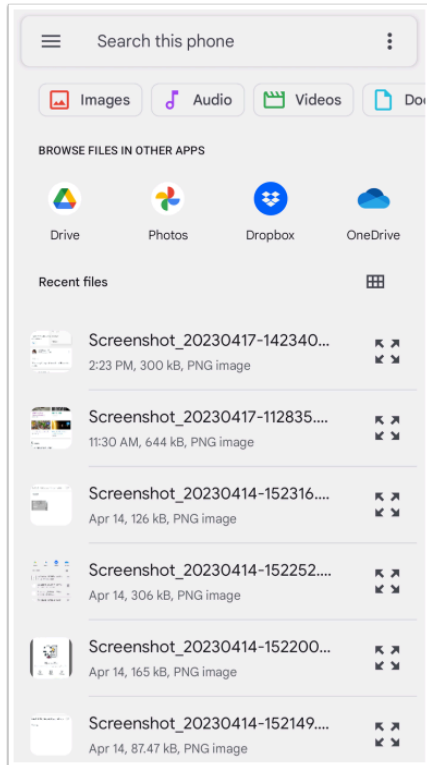 Search this phone
Images Audio Videos Do
BROWSE FILES IN OTHER APPS
Drive Photos Dropbox OneDrive
Recent files
Screenshot_20230417-142340...
2:23 PM, 300 kB, PNG image
Screenshot_20230417-112835....
11:30 AM, 644 kB, PNG image
Screenshot_20230414-152316....
Apr 14, 126 kB, PNG image
Screenshot_20230414-152252....
Apr 14, 306 kB, PNG image
Screenshot_20230414-152200...
Apr 14, 165 kB, PNG image
Screenshot_20230414-152149....
Apr 14, 87.47 kB, PNG image